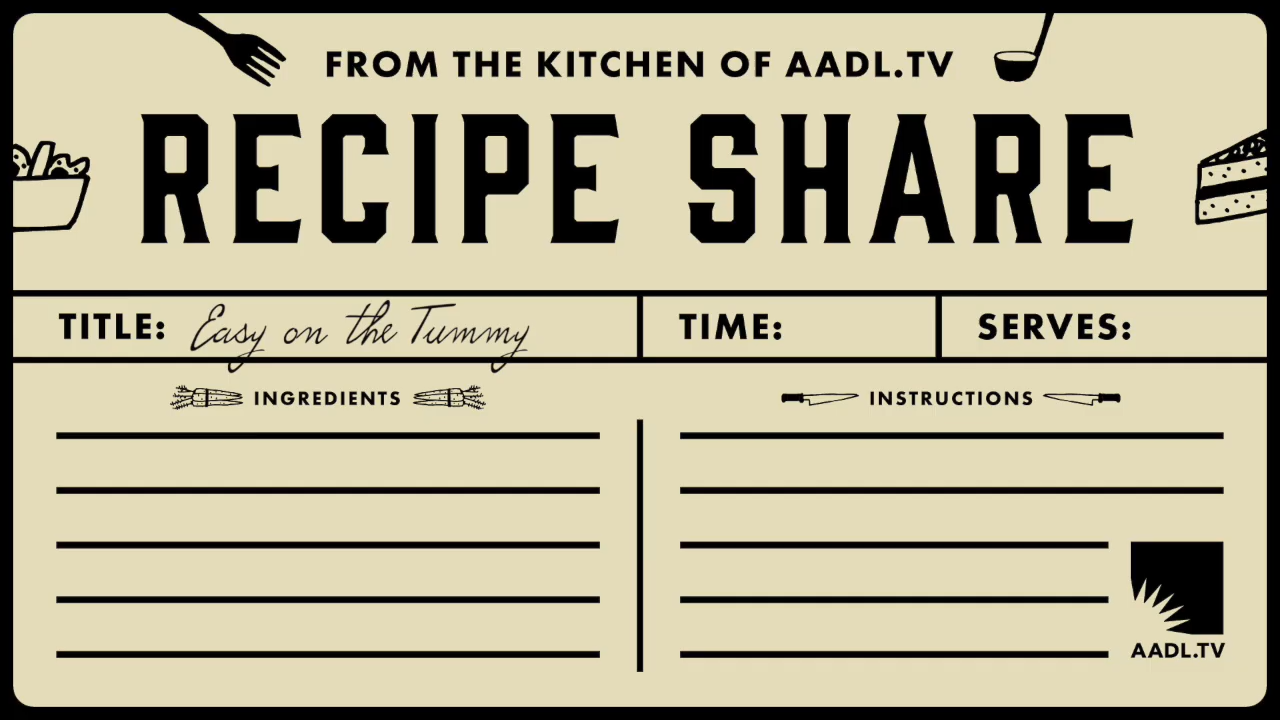 FROM THE KITCHEN OF AADL.TV
RECIPE SHARE
TITLE: Easy on the Tummy
TIME:
SERVES:
INGREDIENTS
INSTRUCTIONS
AADL.TV